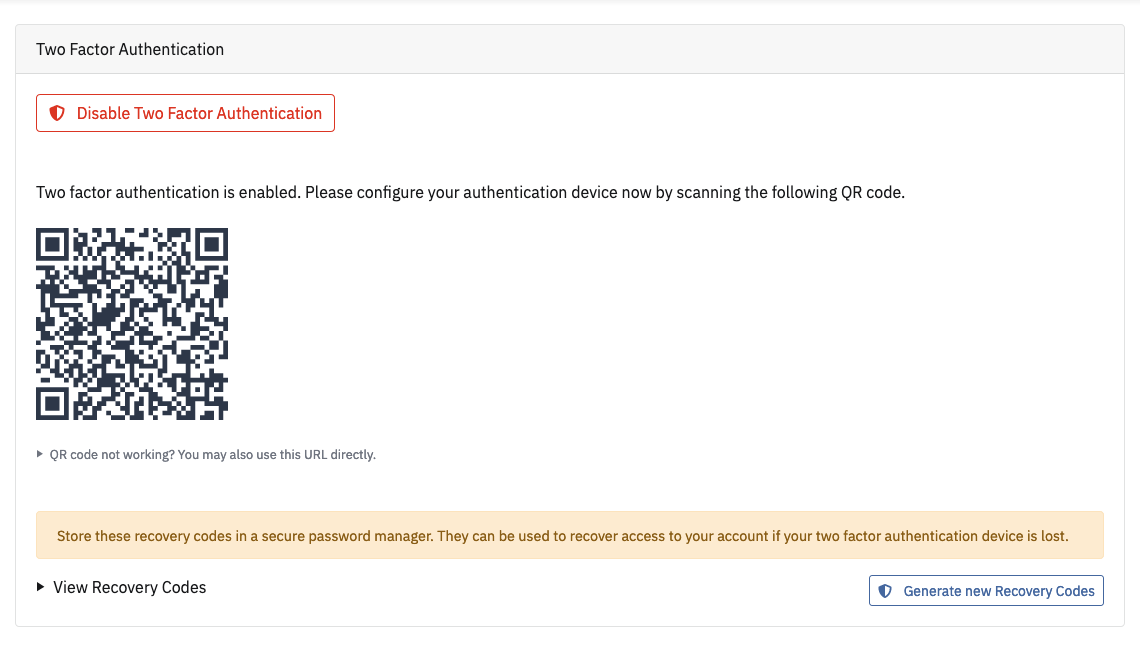 Two Factor Authentication
Disable Two Factor Authentication
Two factor authentication is enabled. Please configure your authentication device now by scanning the following QR code.
QR code not working? You may also use this URL directly.
Store these recovery codes in a secure password manager. They can be used to recover access to your account if your two factor authentication device is lost.
View Recovery Codes
Generate new Recovery Codes